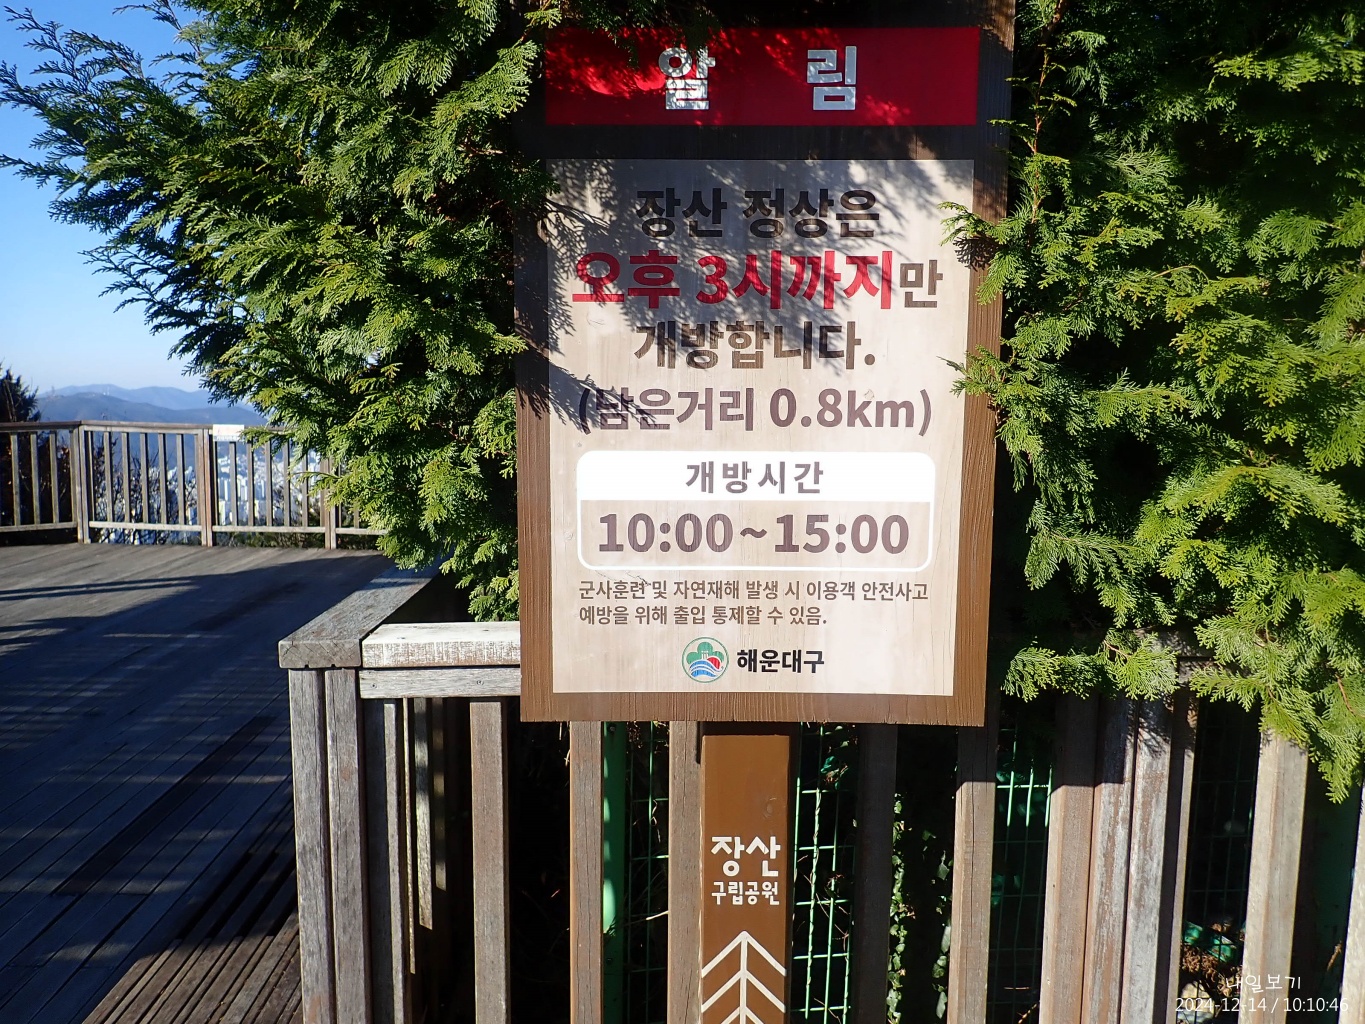 알 림
장산 정상은
오후 3시까지만
개방합니다.
(남은거리 0.8km)
개방시간
10:00~15:00
군사훈련 및 자연재해 발생 시 이용객 안전사고
예방을 위해 출입 통제할 수 있음.
해운대구
장산
구립공원
내일보기
2024-12-14 / 10:10:46